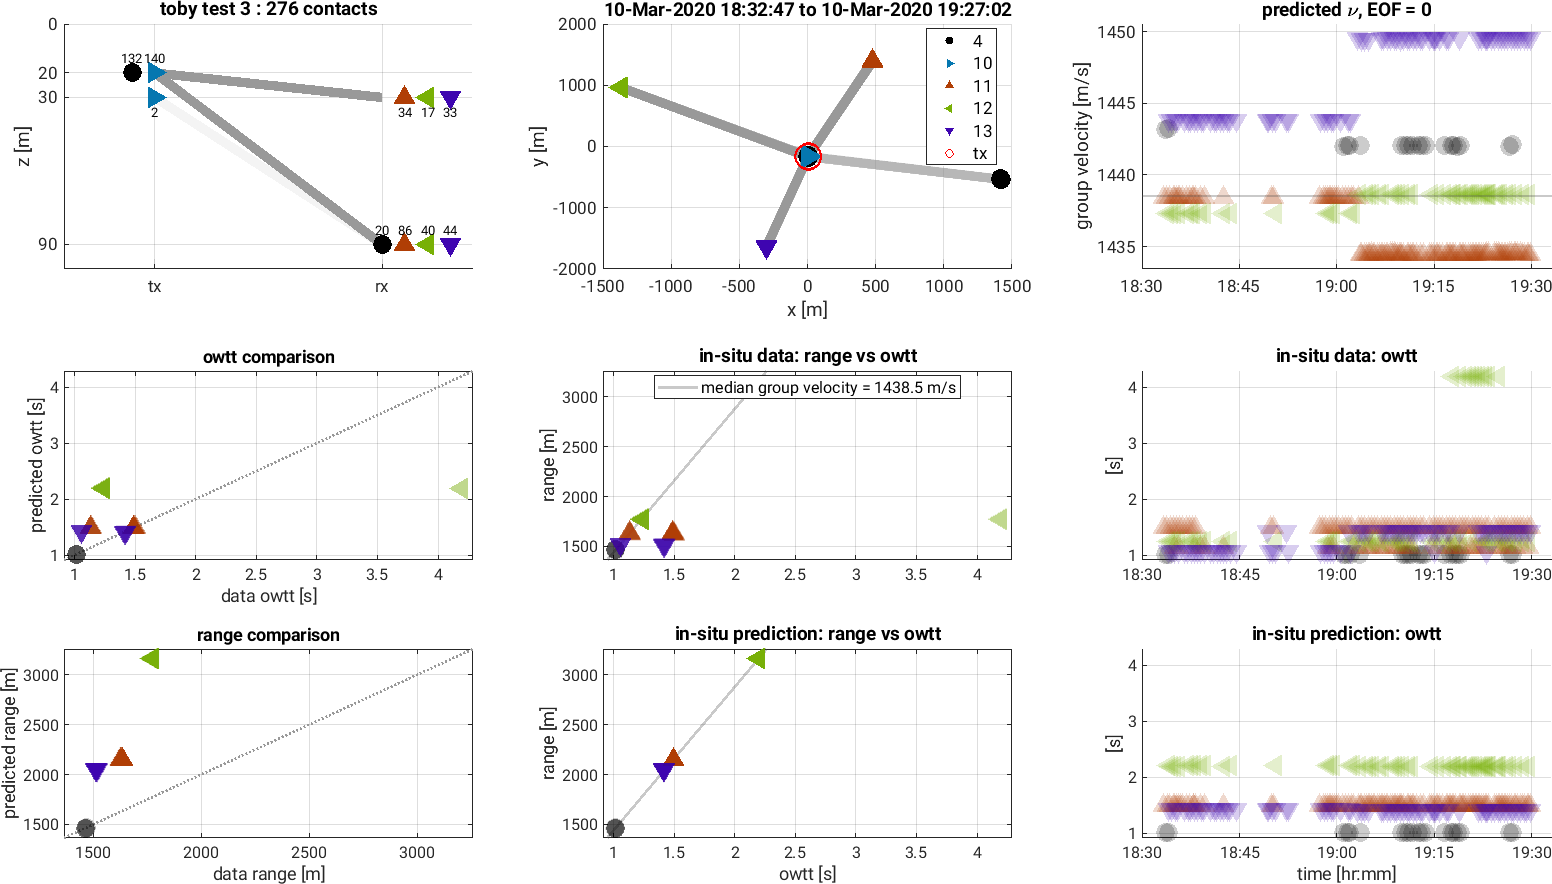 toby test 3 : 276 contacts
0
20
30
90
z [m]
132 140
2
34 17 33
20 86 40 44
tx
rx
10-Mar-2020 18:32:47 to 10-Mar-2020 19:27:02
2000
1000
0
-1000
-2000
y [m]
4
10
11
12
13
tx
-1500 -1000 -500 0 500 1000 1500
x [m]
predicted ν, EOF = 0
1450
1445
1440
1435
group velocity [m/s]
18:30 18:45 19:00 19:15 19:30
owtt comparison
4
3
2
1
predicted owtt [s]
1 1.5 2 2.5 3 3.5 4
data owtt [s]
in-situ data: range vs owtt
median group velocity = 1438.5 m/s
3000
2500
2000
1500
range [m]
1 1.5 2 2.5 3 3.5 4
in-situ data: owtt
4
3
2
1
[s]
18:30 18:45 19:00 19:15 19:30
range comparison
3000
2500
2000
1500
predicted range [m]
1500 2000 2500 3000
data range [m]
in-situ prediction: range vs owtt
3000
2500
2000
1500
range [m]
1 1.5 2 2.5 3 3.5 4
owtt [s]
in-situ prediction: owtt
4
3
2
1
[s]
18:30 18:45 19:00 19:15 19:30
time [hr:mm]